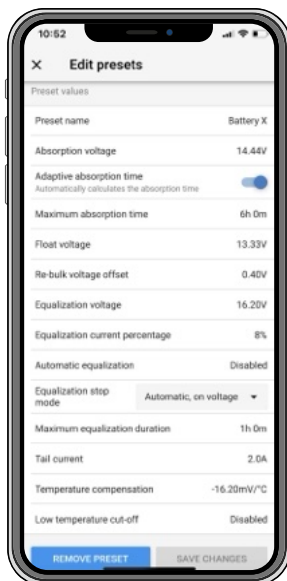 10:52
× Edit presets
Preset values
Preset name Battery X
Absorption voltage 14.44V
Adaptive absorption time
Automatically calculates the absorption time
Maximum absorption time 6h 0m
Float voltage 13.33V
Re-bulk voltage offset 0.40V
Equalization voltage 16.20V
Equalization current percentage 8%
Automatic equalization Disabled
Equalization stop
mode Automatic, on voltage
Maximum equalization duration 1h 0m
Tail current 2.0A
Temperature compensation -16.20mV/°C
Low temperature cut-off Disabled
REMOVE PRESET SAVE CHANGES